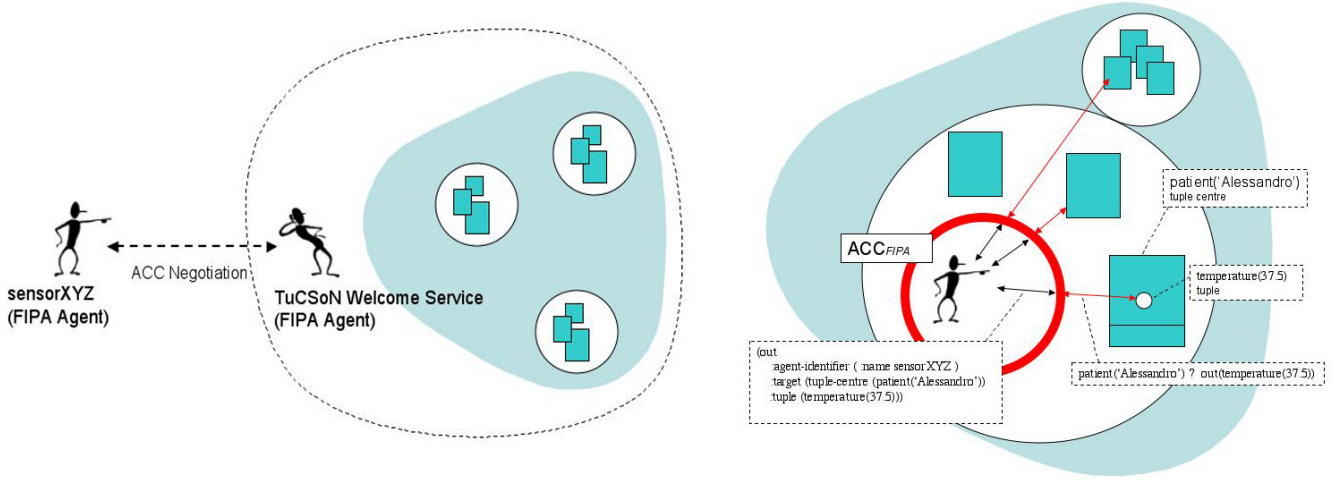 ACC Negotiation
sensorXYZ
(FIPA Agent)
TuCSoN Welcome Service
(FIPA Agent)
patient('Alessandro')
tuple centre
ACCFIPA
temperature(37.5)
tuple
(out
:agent-identifier ( :name sensorXYZ )
:target (tuple-centre (patient('Alessandro'))
:tuple (temperature(37.5)))
patient('Alessandro') ? out(temperature(37.5))